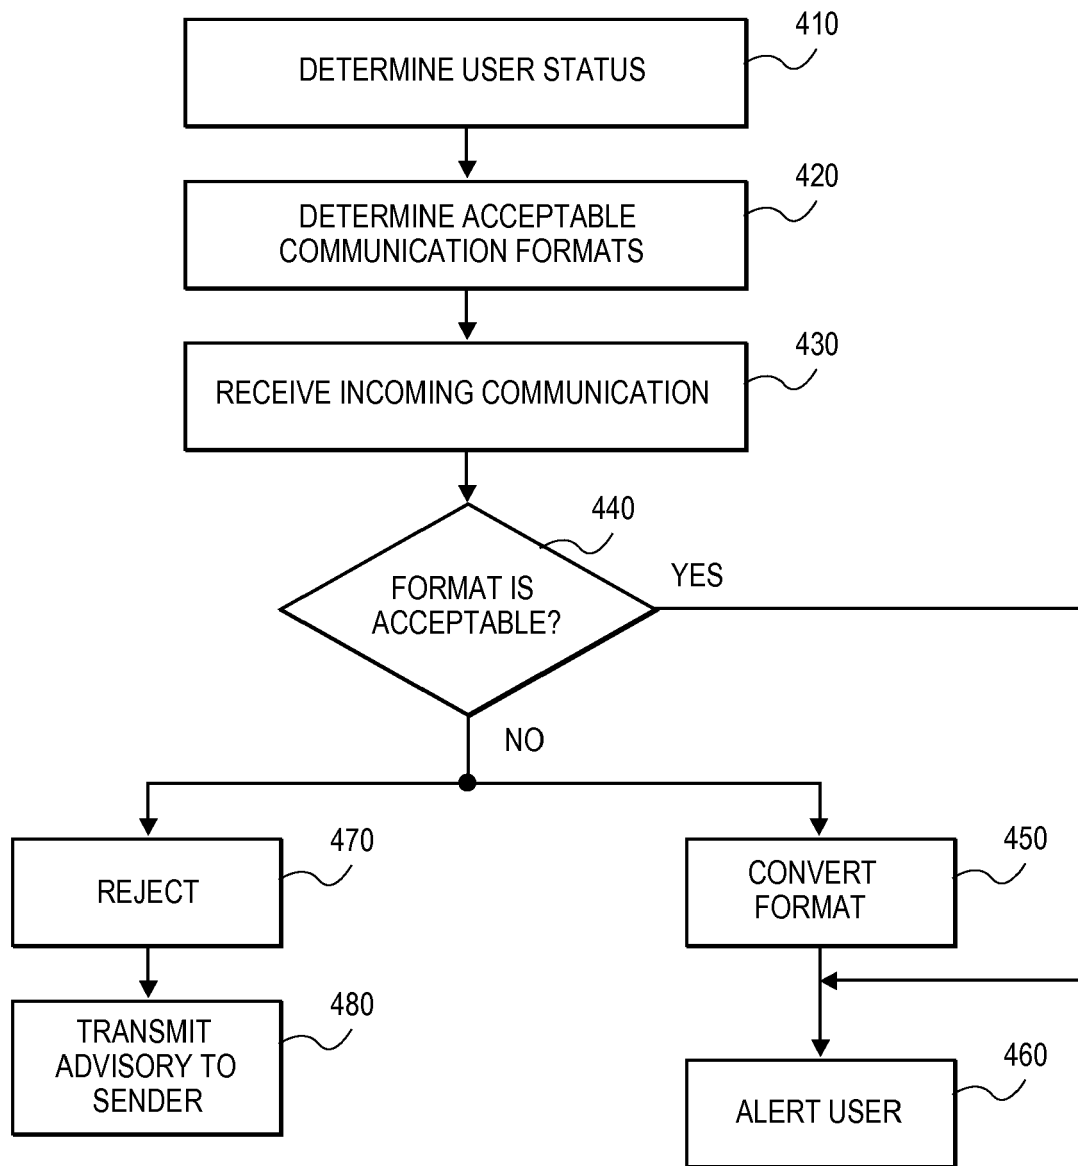 410
DETERMINE USER STATUS
420
DETERMINE ACCEPTABLE
COMMUNICATION FORMATS
430
RECEIVE INCOMING COMMUNICATION
440
FORMAT IS
ACCEPTABLE?
YES
NO
470
REJECT
450
CONVERT
FORMAT
480
TRANSMIT
ADVISORY TO
SENDER
460
ALERT USER